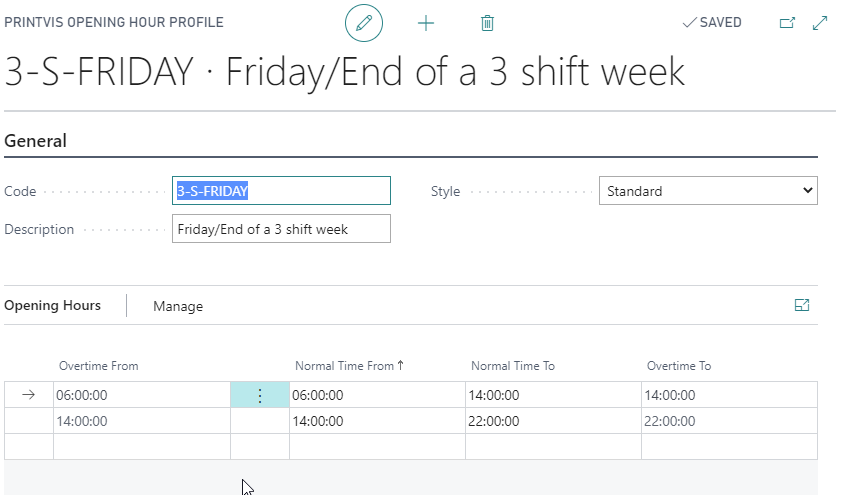 PRINTVIS OPENING HOUR PROFILE
SAVED
3-S-FRIDAY · Friday/End of a 3 shift week
General
Code 3-S-FRIDAY Style Standard
Description Friday/End of a 3 shift week
Opening Hours Manage
Overtime From Normal Time From ↑ Normal Time To Overtime To
06:00:00 06:00:00 14:00:00 14:00:00
14:00:00 14:00:00 22:00:00 22:00:00